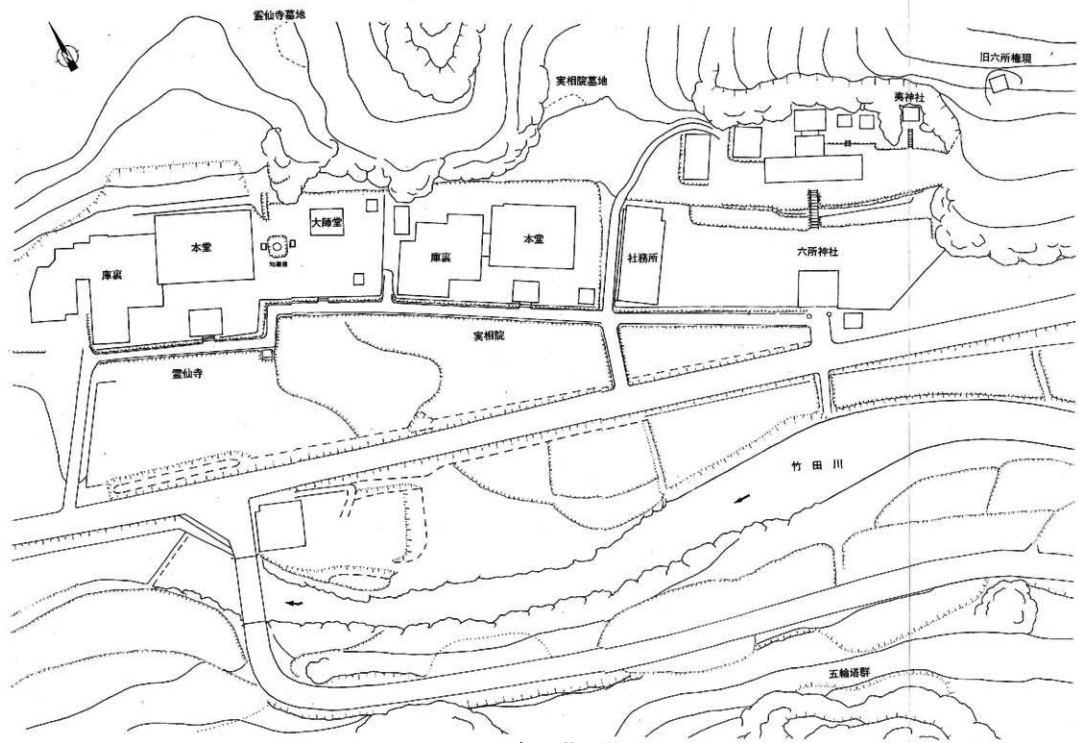 霊仙寺墓地
旧六所権現
実相院墓地
夷神社
大師堂
本堂
本堂
庫裏
庫裏
社務所
六所神社
実相院
霊仙寺
竹田川
五輪塔群